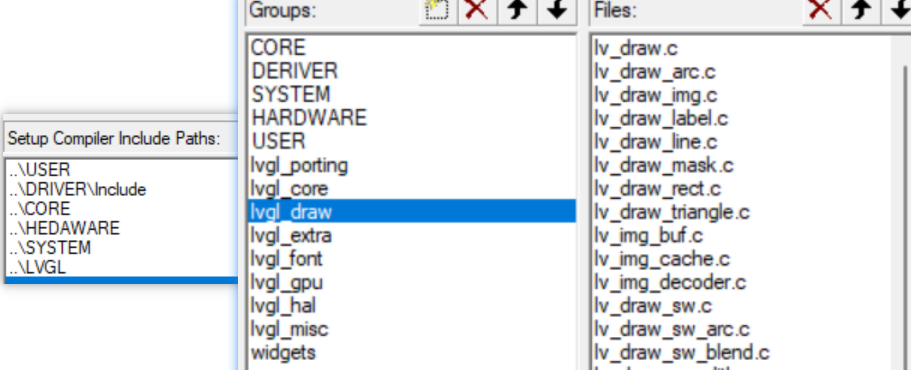 Setup Compiler Include Paths:
..\USER
..\DRIVER\Include
..\CORE
..\HEDAWARE
..\SYSTEM
..\LVGL
Groups:
CORE
DERIVER
SYSTEM
HARDWARE
USER
lvgl_porting
lvgl_core
lvgl_draw
lvgl_extra
lvgl_font
lvgl_gpu
lvgl_hal
lvgl_misc
widgets
Files:
lv_draw.c
lv_draw_arc.c
lv_draw_img.c
lv_draw_label.c
lv_draw_line.c
lv_draw_mask.c
lv_draw_rect.c
lv_draw_triangle.c
lv_img_buf.c
lv_img_cache.c
lv_img_decoder.c
lv_draw_sw.c
lv_draw_sw_arc.c
lv_draw_sw_blend.c